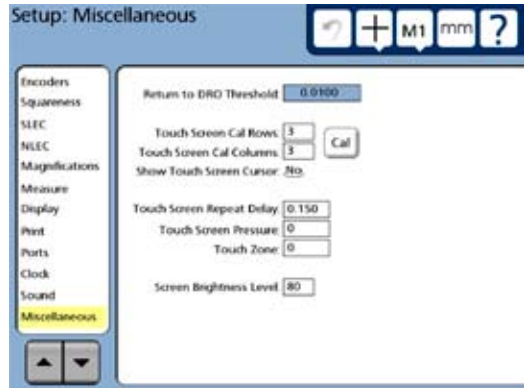 Setup: Miscellaneous
M1 mm ?
Encoders
Squareness
SLEC
NLEC
Magnifications
Measure
Display
Print
Ports
Clock
Sound
Miscellaneous
Return to DRO Threshold 0.0100
Touch Screen Cal Rows 3
Touch Screen Cal Columns 3
Cal
Show Touch Screen Cursor No
Touch Screen Repeat Delay 0.150
Touch Screen Pressure 0
Touch Zone 0
Screen Brightness Level 80